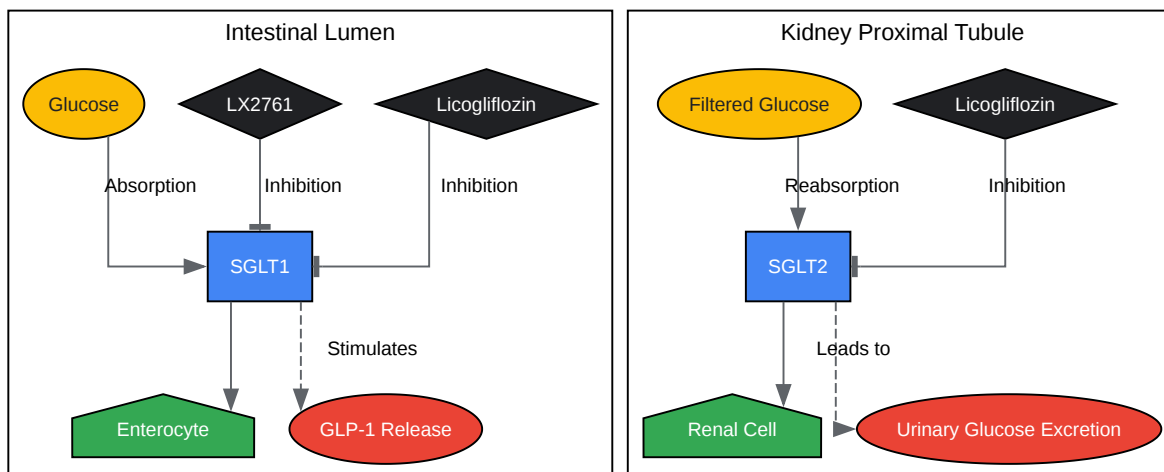 Intestinal Lumen
Glucose
LX2761
Licogliflozin
Absorption
Inhibition
Inhibition
SGLT1
Stimulates
Enterocyte
GLP-1 Release
Kidney Proximal Tubule
Filtered Glucose
Licogliflozin
Reabsorption
Inhibition
SGLT2
Leads to
Renal Cell
Urinary Glucose Excretion